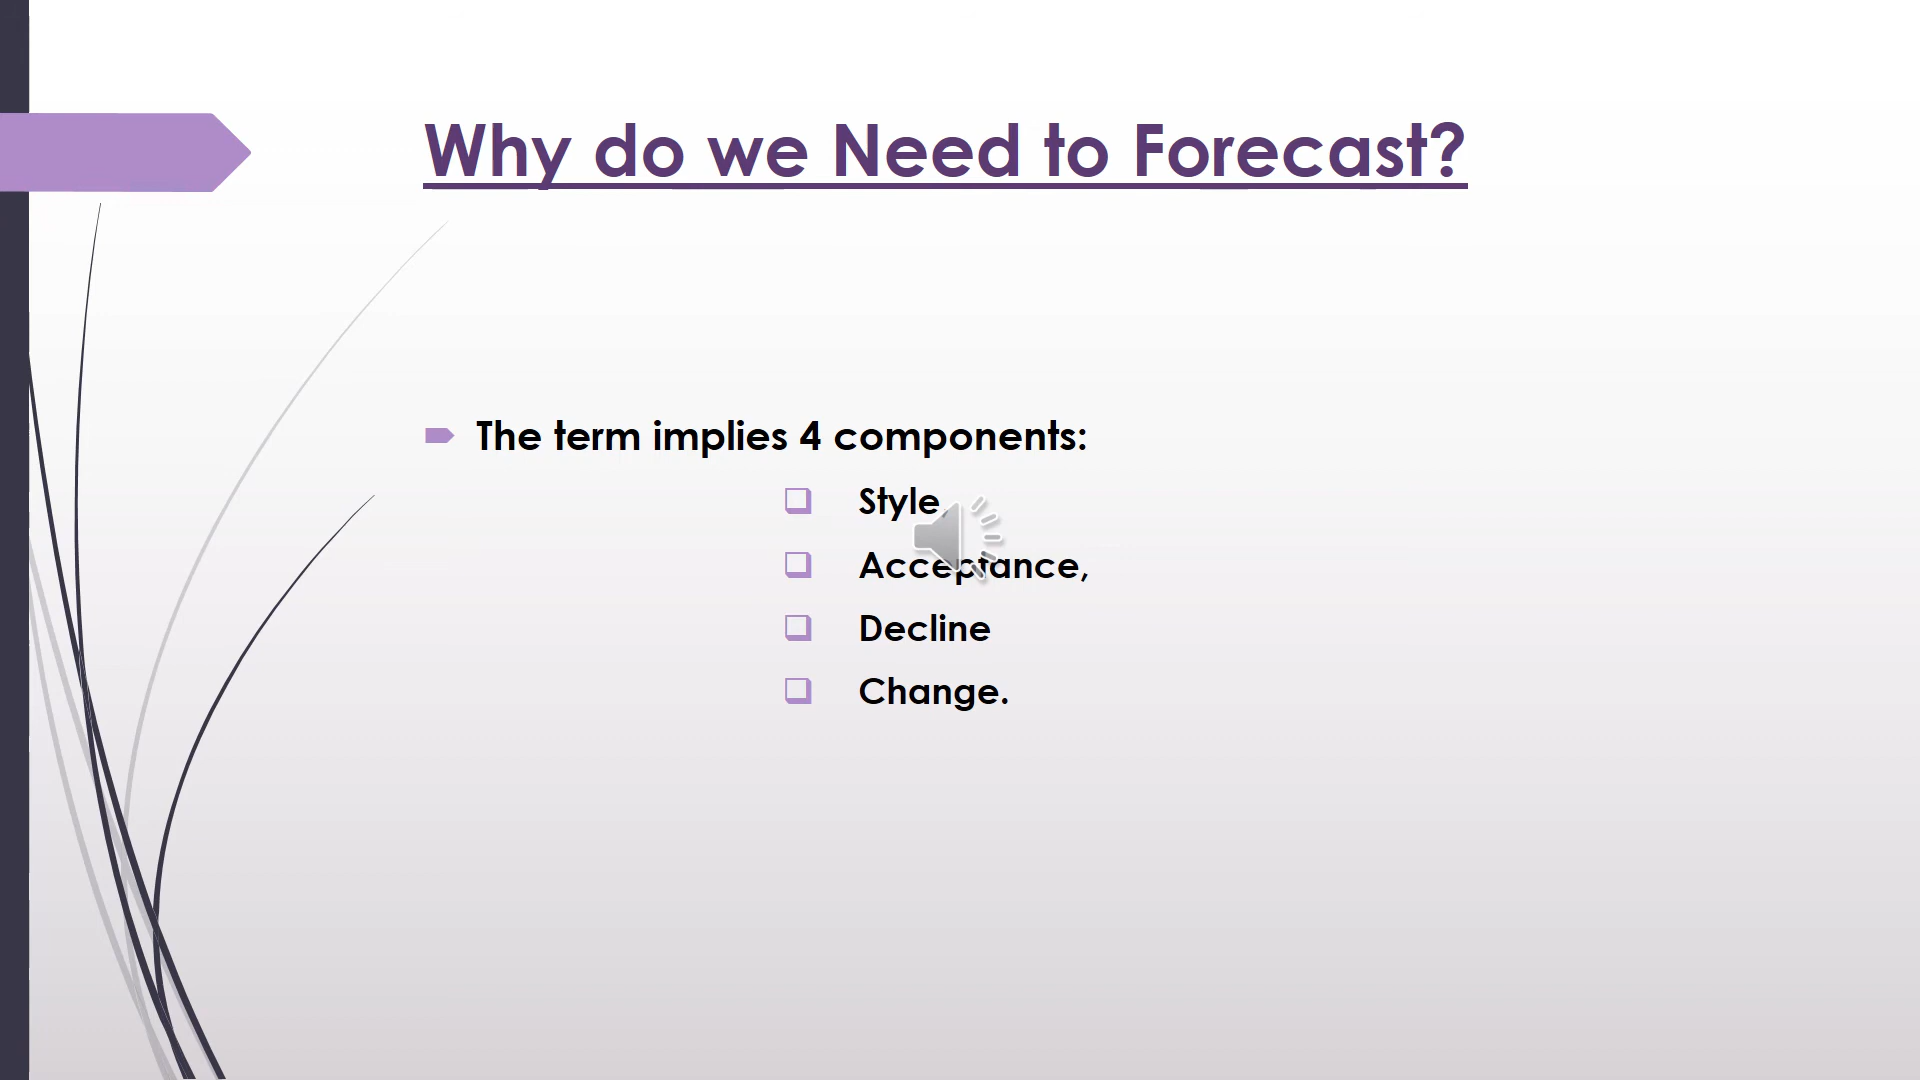 Why do we Need to Forecast?
The term implies 4 components:
Style,
Acceptance,
Decline
Change.